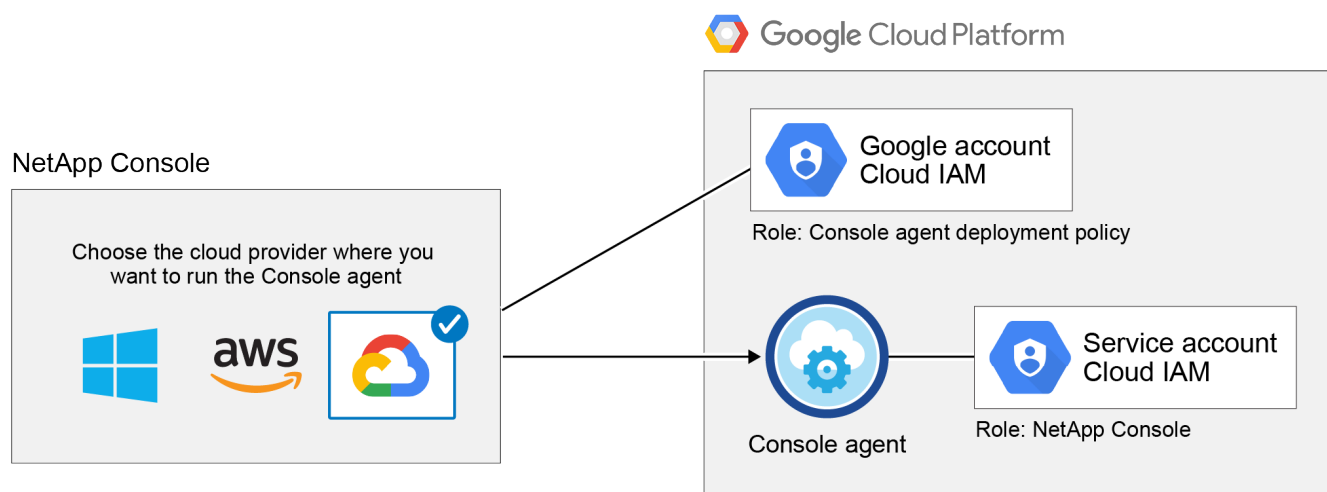 Google Cloud Platform
NetApp Console
Choose the cloud provider where you
want to run the Console agent
aws
Google account
Cloud IAM
Role: Console agent deployment policy
Console agent
Service account
Cloud IAM
Role: NetApp Console